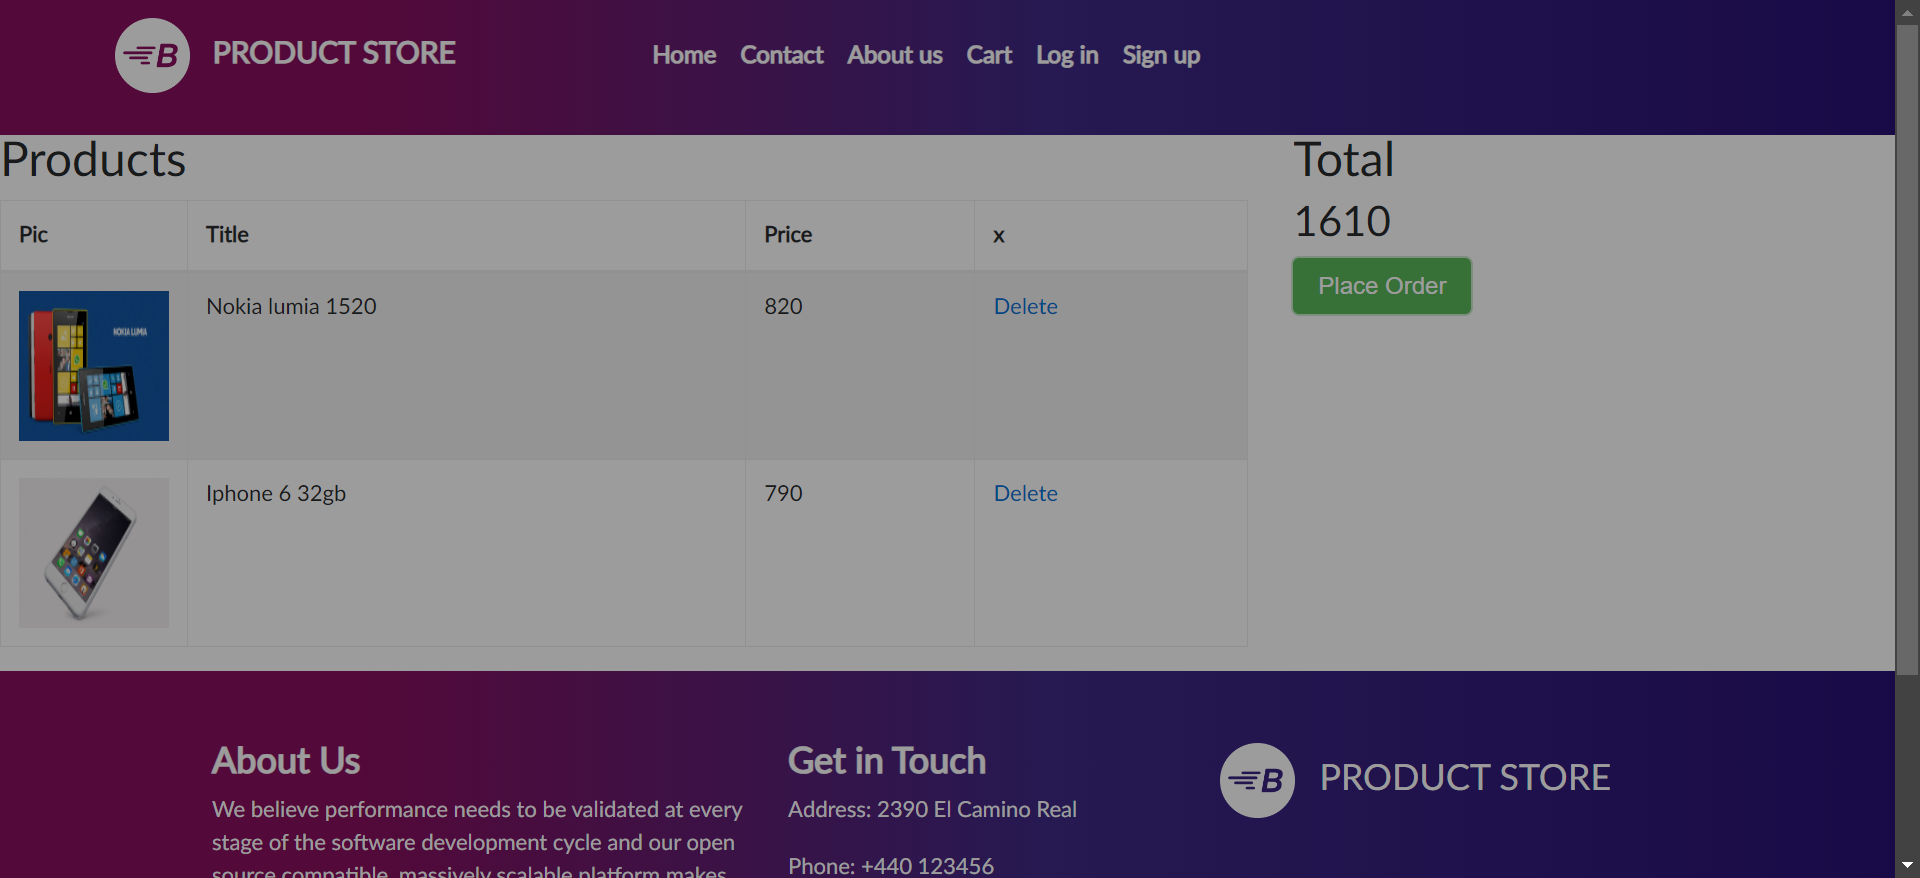 B PRODUCT STORE
Home Contact About us Cart Log in Sign up
Products
Pic Title Price x
NOKIA LUMIA
Nokia lumia 1520 820 Delete
Iphone 6 32gb 790 Delete
Total
1610
Place Order
About Us
We believe performance needs to be validated at every
stage of the software development cycle and our open
source compatible, massively scalable platform makes
Get in Touch
Address: 2390 El Camino Real
Phone: +440 123456
B PRODUCT STORE